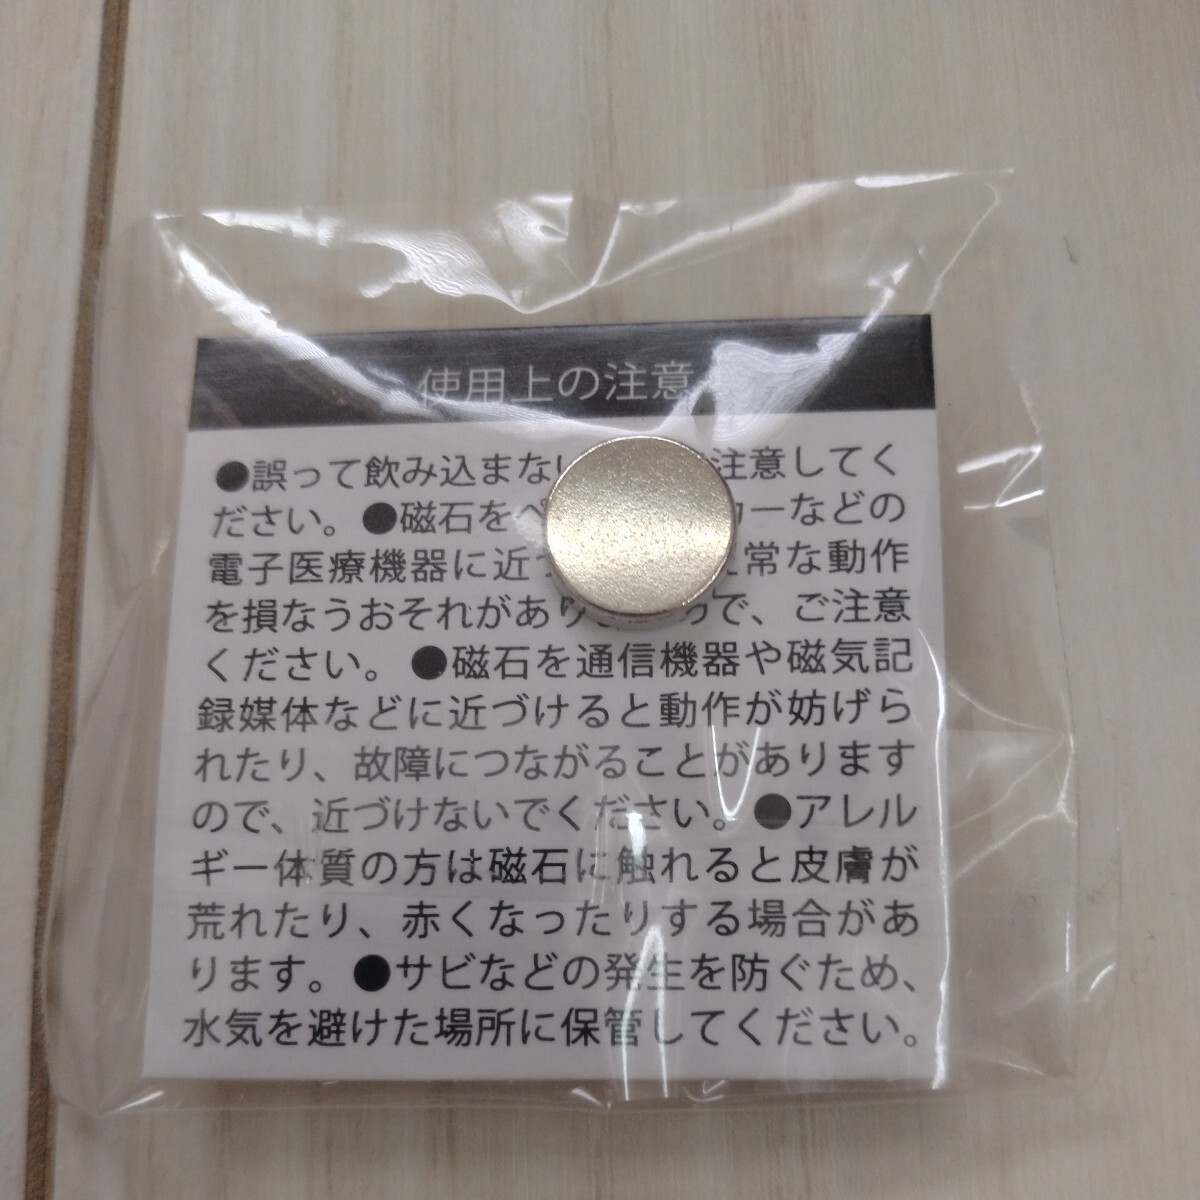 使用上の注意
●誤って飲み込まない 注意してく
ださい。●磁石をペ カーなどの
電子医療機器に近づ 常な動作
を損なうおそれがあり で、ご注意
ください。●磁石を通信機器や磁気記
録媒体などに近づけると動作が妨げら
れたり、故障につながることがあります
ので、近づけないでください。●アレル
ギー体質の方は磁石に触れると皮膚が
荒れたり、赤くなったりする場合があ
ります。●サビなどの発生を防ぐため、
水気を避けた場所に保管してください。